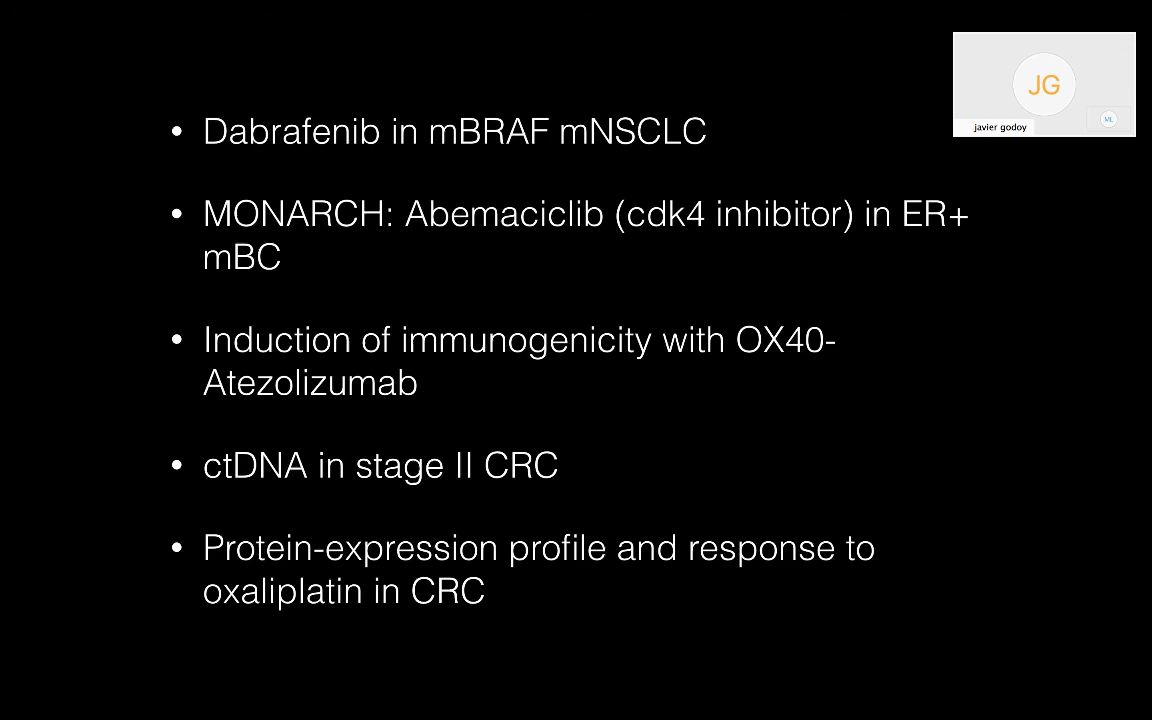 • Dabrafenib in mBRAF mNSCLC
• MONARCH: Abemaciclib (cdk4 inhibitor) in ER+
mBC
• Induction of immunogenicity with OX40-
Atezolizumab
• ctDNA in stage II CRC
• Protein-expression profile and response to
oxaliplatin in CRC
JG
ML
javier godoy